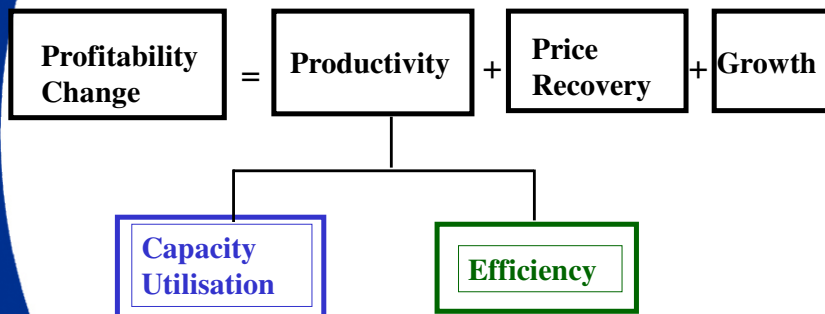 Profitability
Change
=
Productivity
+
Price
Recovery
+
Growth
Capacity
Utilisation
Efficiency